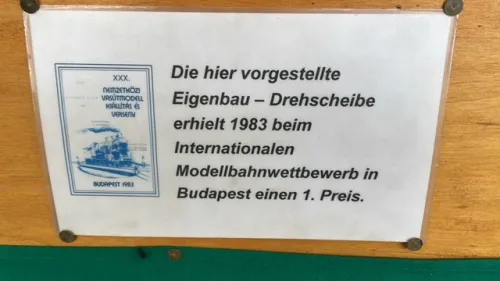 XXX.
NEMZETKÖZI
VASÚTMODELL
KIÁLLÍTÁS ÉS
VERSENY
BUDAPEST 1983
Die hier vorgestellte
Eigenbau – Drehscheibe
erhielt 1983 beim
Internationalen
Modellbahnwettbewerb in
Budapest einen 1. Preis.